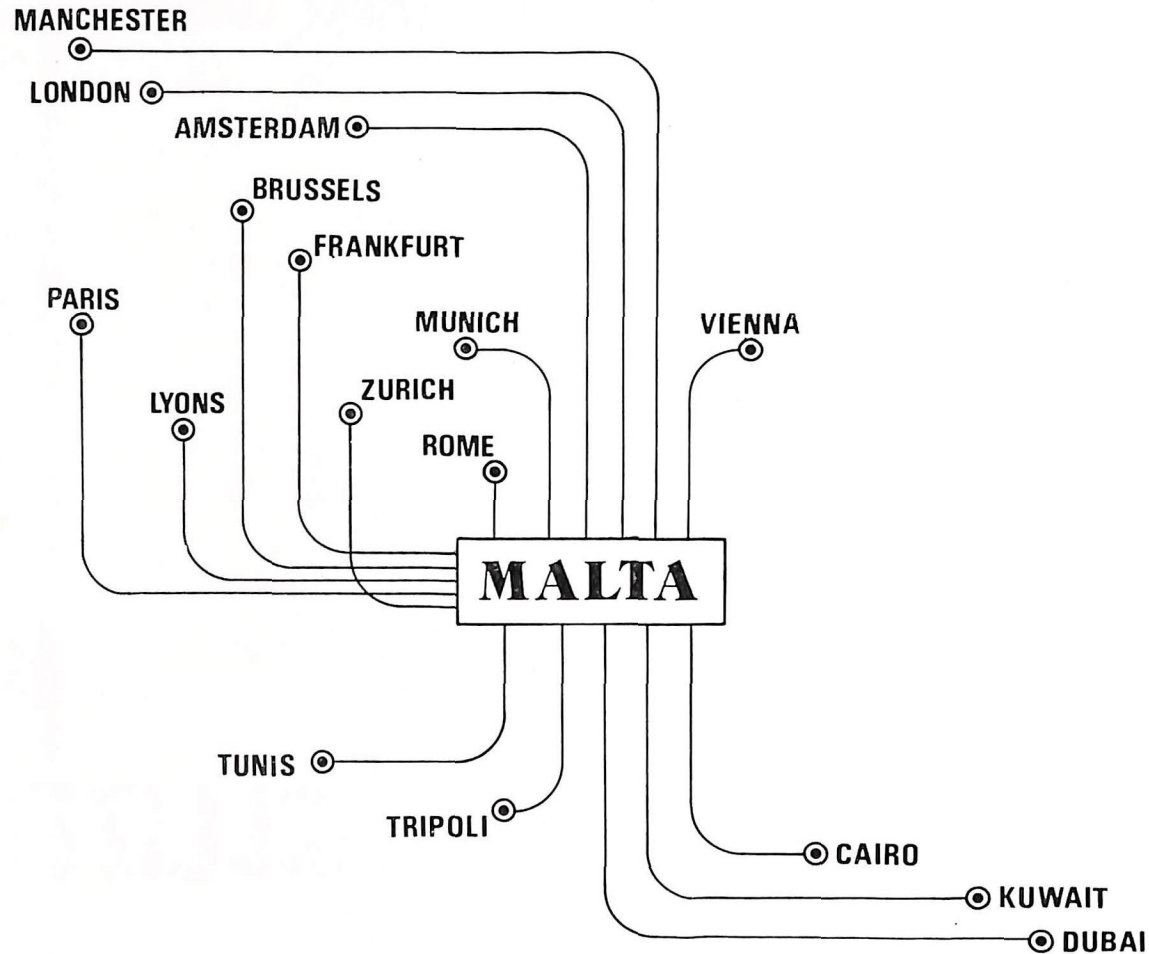 MANCHESTER
LONDON
AMSTERDAM
BRUSSELS
FRANKFURT
PARIS
MUNICH
VIENNA
ZURICH
LYONS
ROME
MALTA
TUNIS
TRIPOLI
CAIRO
KUWAIT
DUBAI